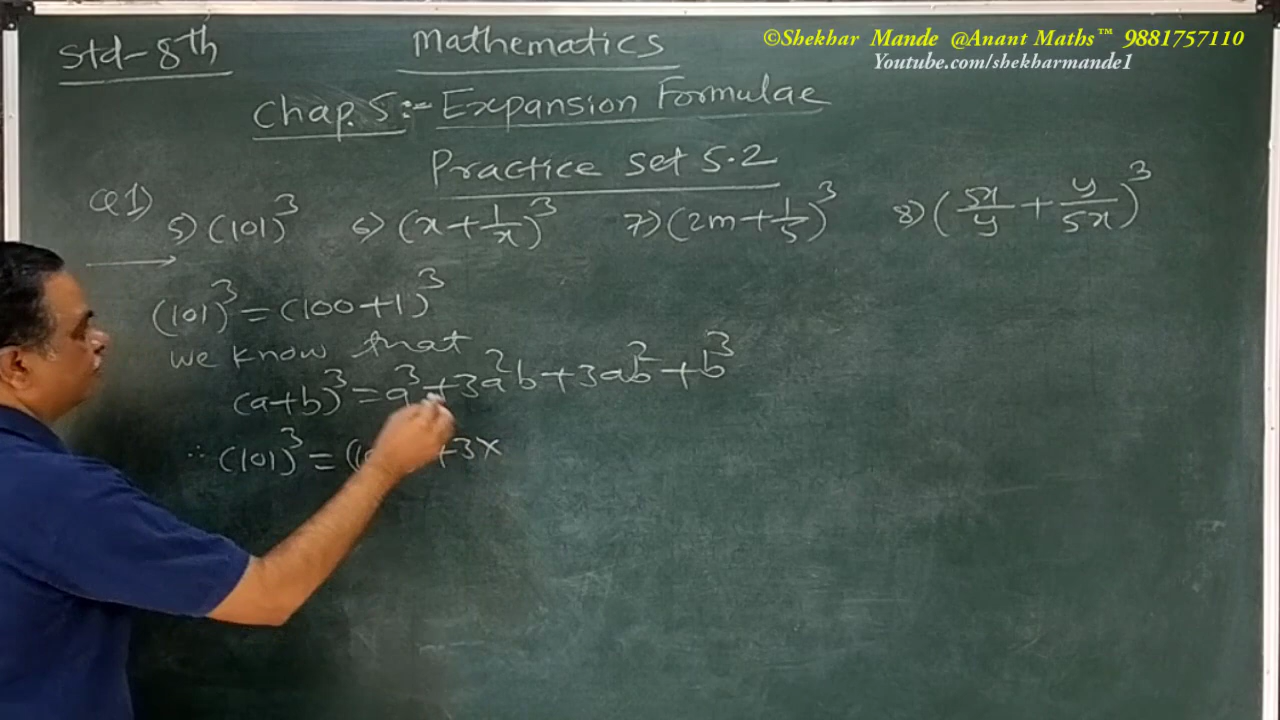 ©Shekhar Mande @Anant Maths™ 9881757110
Youtube.com/shekharmande1
Std-8th
Mathematics
Chap. 5:- Expansion Formulae
Practice Set 5.2
Q1)
5) (101)³ 6) (x+1/x)³ 7) (2m+1/5)³ 8) (5x/y+y/5x)³
(101)³=(100+1)³
we know that
(a+b)³=a³+3a²b+3ab²+b³
∴ (101)³=(10 +3×